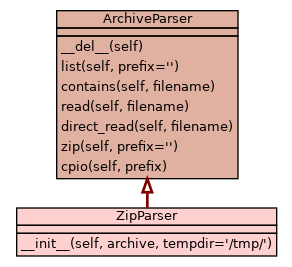 ArchiveParser
__del__(self)
list(self, prefix='')
contains(self, filename)
read(self, filename)
direct_read(self, filename)
zip(self, prefix='')
cpio(self, prefix)
ZipParser
__init__(self, archive, tempdir='/tmp/')